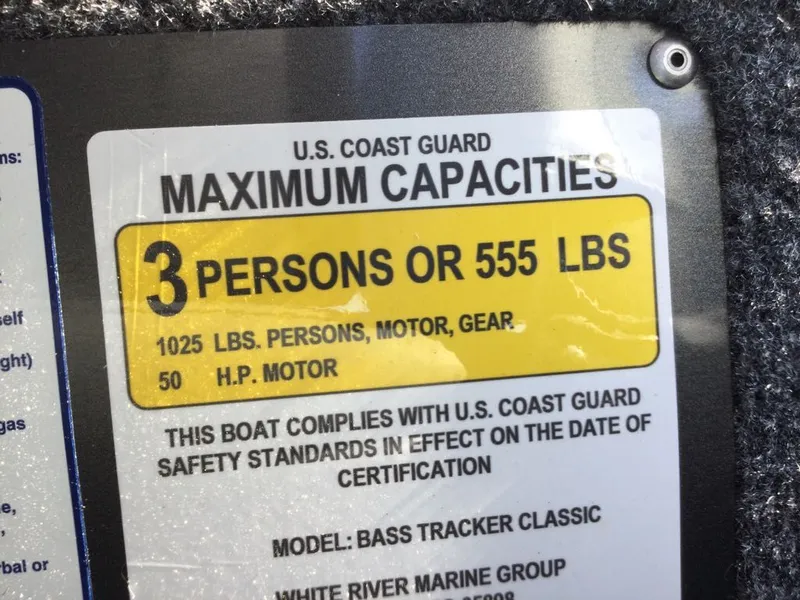 U.S. COAST GUARD
MAXIMUM CAPACITIES
3 PERSONS OR 555 LBS
1025 LBS. PERSONS, MOTOR, GEAR
50 H.P. MOTOR
THIS BOAT COMPLIES WITH U.S. COAST GUARD
SAFETY STANDARDS IN EFFECT ON THE DATE OF
CERTIFICATION
MODEL: BASS TRACKER CLASSIC
WHITE RIVER MARINE GROUP
ms:
self
ght)
gas
e,
rbal or